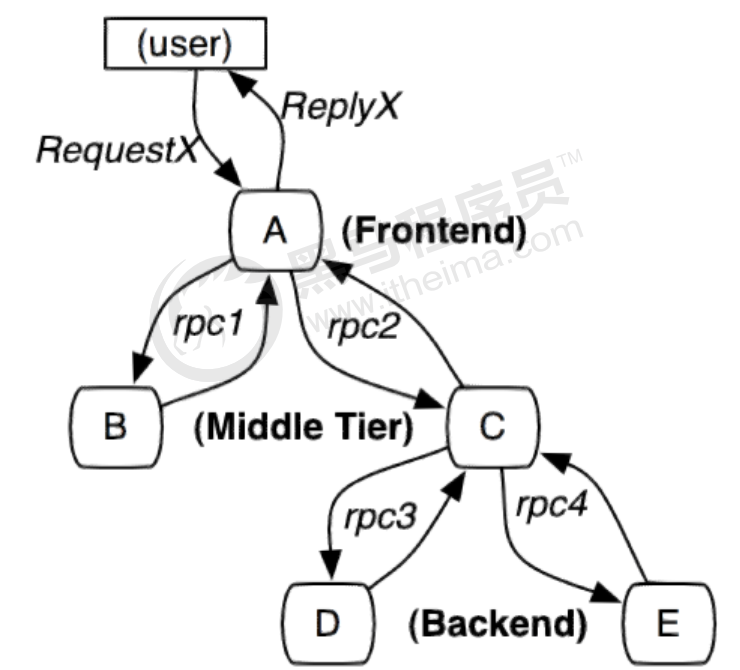 (user)
ReplyX
RequestX
A
(Frontend)
黑马程序员™
www.itheima.com
rpc1
rpc2
B
(Middle Tier)
C
rpc3
rpc4
D
(Backend)
E